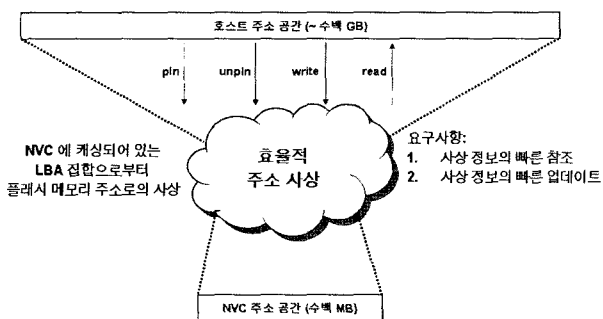 호스트 주소 공간 (~ 수백 GB)
pin
unpin
write
read
NVC 에 캐싱되어 있는
LBA 집합으로부터
플래시 메모리 주소로의 사상
효율적
주소 사상
요구사항:
1. 사상 정보의 빠른 참조
2. 사상 정보의 빠른 업데이트
NVC 주소 공간 (수백 MB)